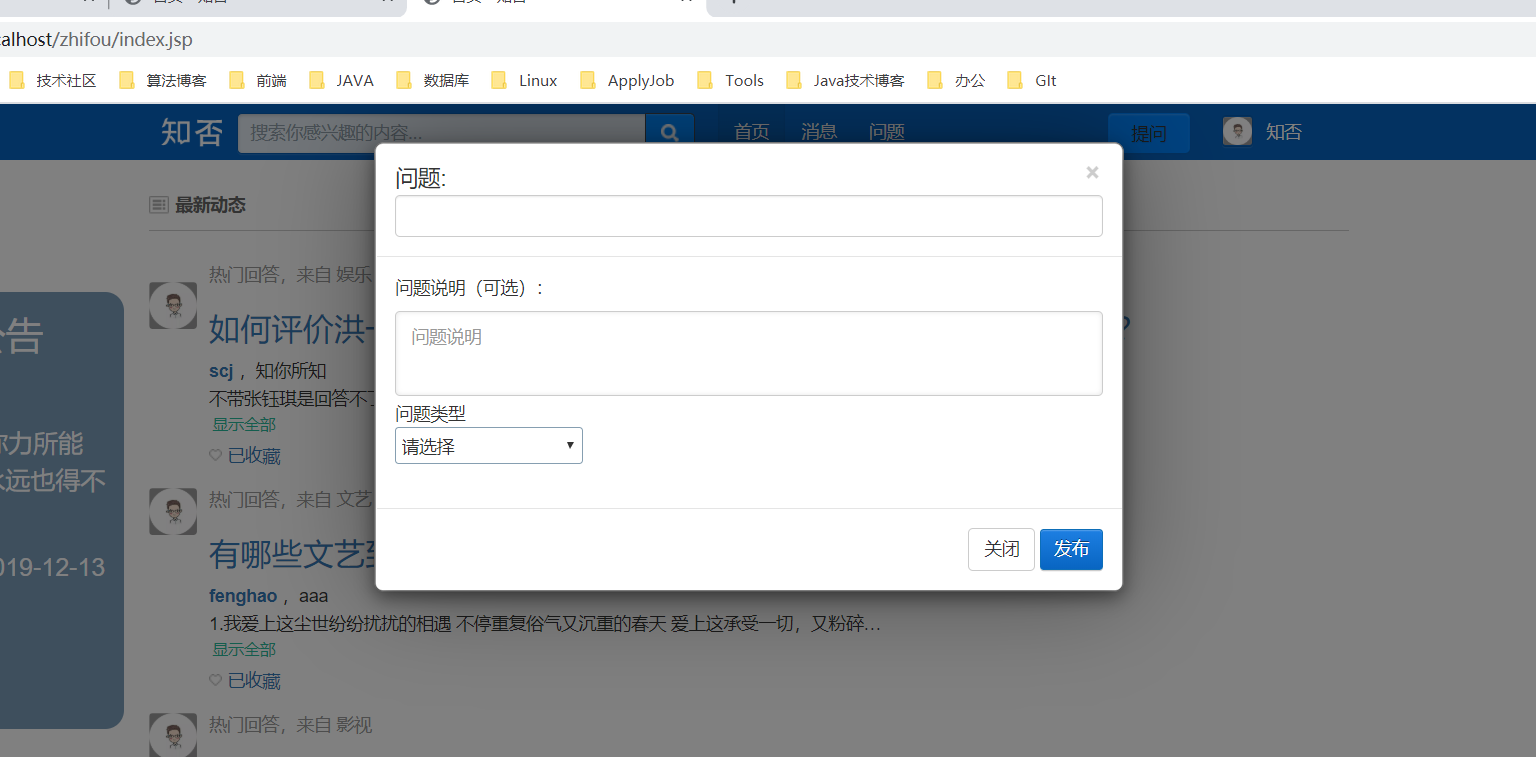 alhost/zhifou/index.jsp
技术社区 算法博客 前端 JAVA 数据库 Linux ApplyJob Tools Java技术博客 办公 GIt
知否 搜索你感兴趣的内容... 首页 消息 问题 提问 知否
问题: ×
最新动态
热门回答，来自 娱乐
问题说明（可选）：
告
如何评价洪 ?
问题说明
scj ，知你所知
不带张钰琪是回答不了
问题类型
显示全部
请选择
力所能
已收藏
远也得不
热门回答，来自 文艺
有哪些文艺到
关闭 发布
019-12-13
fenghao ，aaa
1.我爱上这尘世纷纷扰扰的相遇 不停重复俗气又沉重的春天 爱上这承受一切，又粉碎…
显示全部
已收藏
热门回答，来自 影视